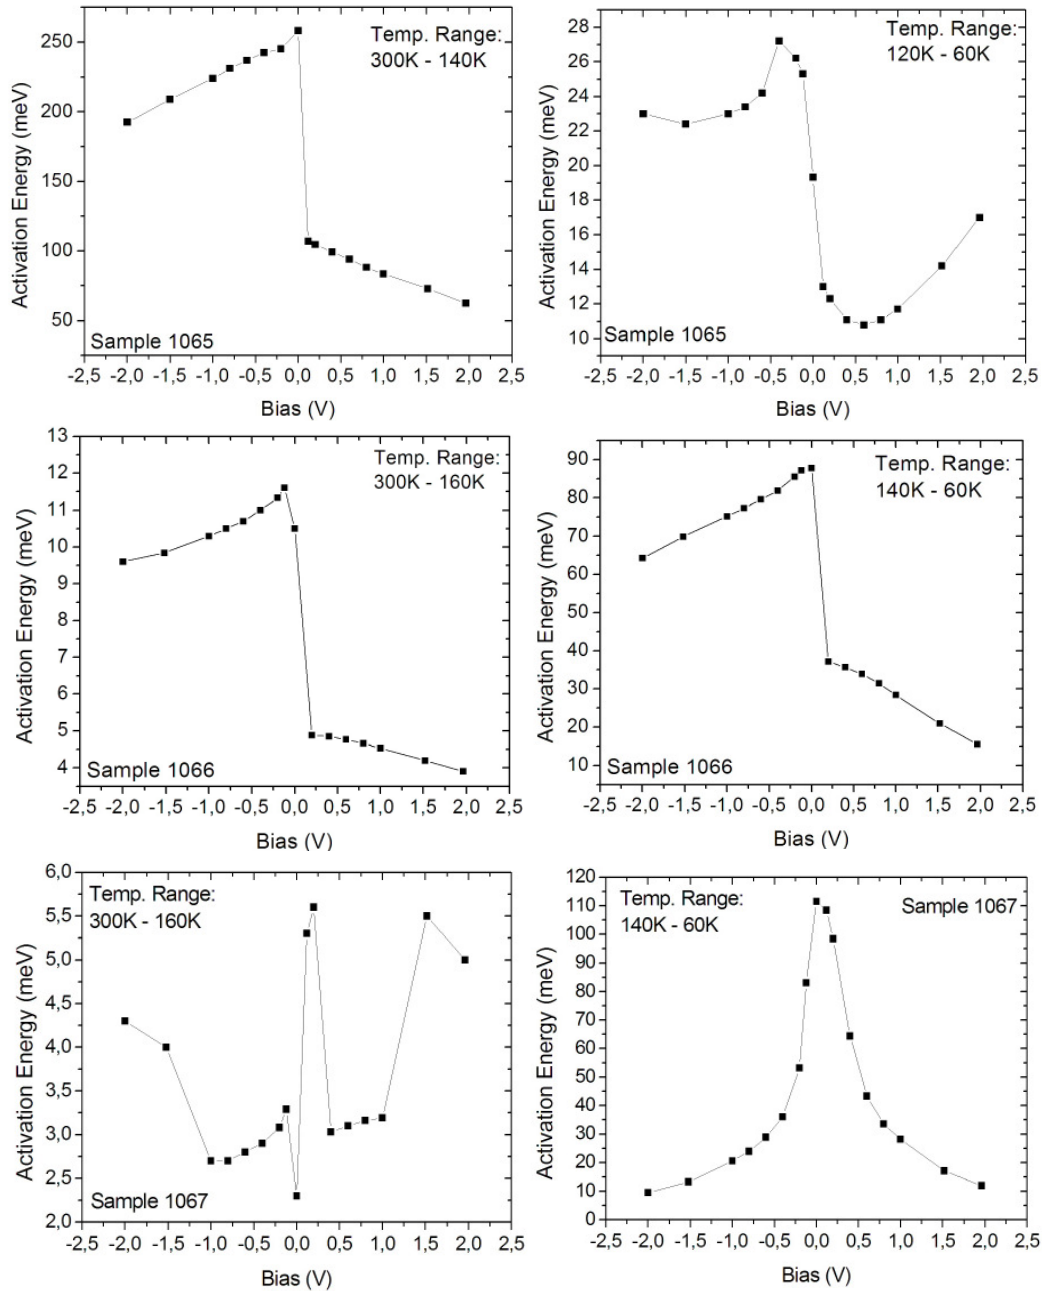 250
200
150
100
50
Activation Energy (meV)
Temp. Range:
300K - 140K
Sample 1065
-2,5 -2,0 -1,5 -1,0 -0,5 0,0 0,5 1,0 1,5 2,0 2,5
Bias (V)
28
26
24
22
20
18
16
14
12
10
Activation Energy (meV)
Temp. Range:
120K - 60K
Sample 1065
-2,5 -2,0 -1,5 -1,0 -0,5 0,0 0,5 1,0 1,5 2,0 2,5
Bias (V)
13
12
11
10
9
8
7
6
5
4
Activation Energy (meV)
Temp. Range:
300K - 160K
Sample 1066
-2,5 -2,0 -1,5 -1,0 -0,5 0,0 0,5 1,0 1,5 2,0 2,5
Bias (V)
90
80
70
60
50
40
30
20
10
Activation Energy (meV)
Temp. Range:
140K - 60K
Sample 1066
-2,5 -2,0 -1,5 -1,0 -0,5 0,0 0,5 1,0 1,5 2,0 2,5
Bias (V)
6,0
5,5
5,0
4,5
4,0
3,5
3,0
2,5
2,0
Activation Energy (meV)
Temp. Range:
300K - 160K
Sample 1067
-2,5 -2,0 -1,5 -1,0 -0,5 0,0 0,5 1,0 1,5 2,0 2,5
Bias (V)
120
110
100
90
80
70
60
50
40
30
20
10
0
Activation Energy (meV)
Temp. Range:
140K - 60K
Sample 1067
-2,5 -2,0 -1,5 -1,0 -0,5 0,0 0,5 1,0 1,5 2,0 2,5
Bias (V)